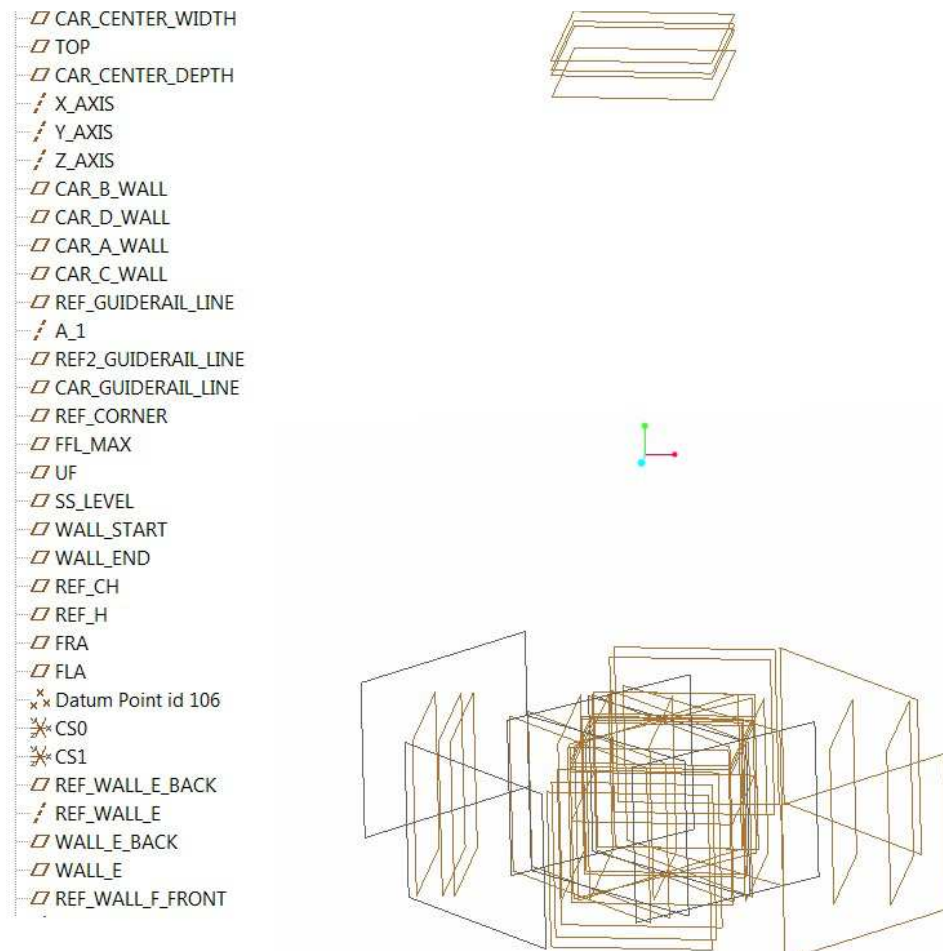 CAR_CENTER_WIDTH
TOP
CAR_CENTER_DEPTH
X_AXIS
Y_AXIS
Z_AXIS
CAR_B_WALL
CAR_D_WALL
CAR_A_WALL
CAR_C_WALL
REF_GUIDERAIL_LINE
A_1
REF2_GUIDERAIL_LINE
CAR_GUIDERAIL_LINE
REF_CORNER
FFL_MAX
UF
SS_LEVEL
WALL_START
WALL_END
REF_CH
REF_H
FRA
FLA
Datum Point id 106
CS0
CS1
REF_WALL_E_BACK
REF_WALL_E
WALL_E_BACK
WALL_E
REF_WALL_F_FRONT